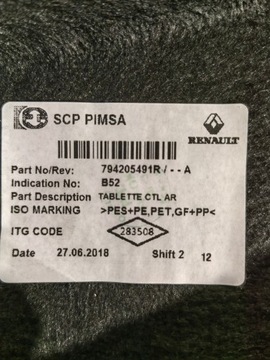 SCP PIMSA
RENAULT
Part No/Rev: 794205491R / - - A
Indication No: B52
Part Description TABLETTE CTL AR
ISO MARKING >PES+PE,PET,GF+PP<
ITG CODE 283508
Date 27.06.2018 Shift 2 12